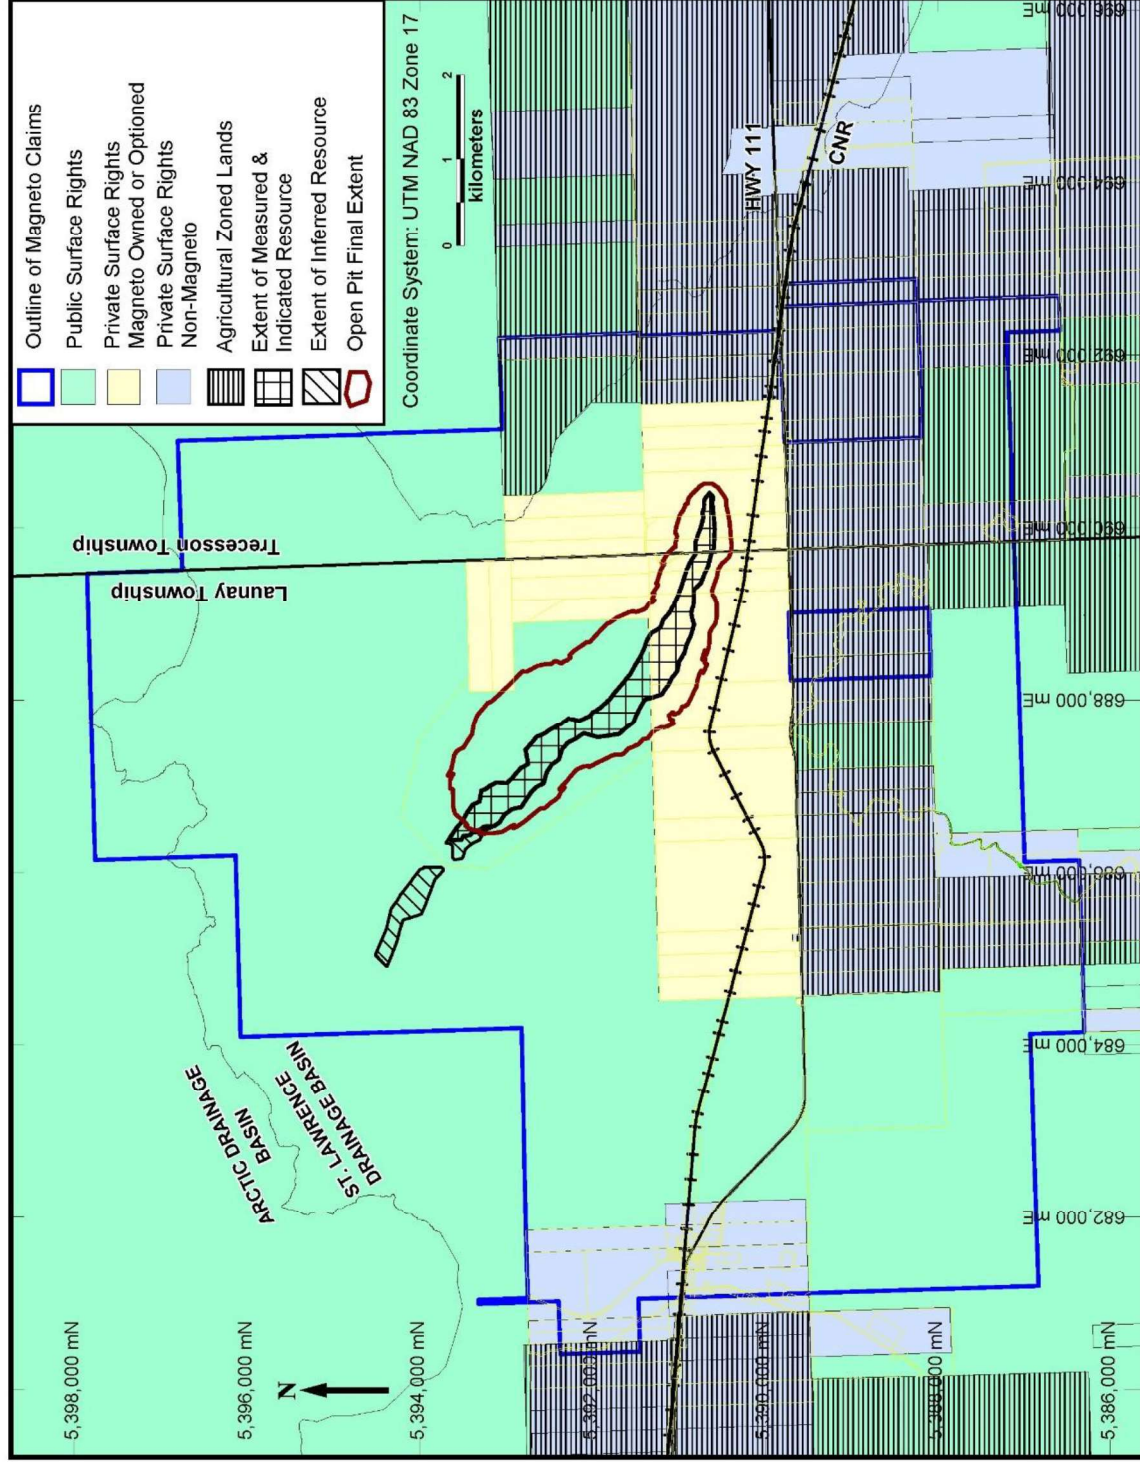 Outline of Magneto Claims
Public Surface Rights
Private Surface Rights
Magneto Owned or Optioned
Private Surface Rights
Non-Magneto
Agricultural Zoned Lands
Extent of Measured &
Indicated Resource
Extent of Inferred Resource
Open Pit Final Extent
Coordinate System: UTM NAD 83 Zone 17
0 1 2
kilometers
HWY 111
CNR
Trecesson Township
Launay Township
ARCTIC DRAINAGE
BASIN
ST. LAWRENCE
DRAINAGE BASIN
N
5,398,000 mN
5,396,000 mN
5,394,000 mN
5,392,000 mN
5,390,000 mN
5,388,000 mN
5,386,000 mN
682,000 mE
684,000 mE
686,000 mE
688,000 mE
690,000 mE
692,000 mE
694,000 mE
696,000 mE